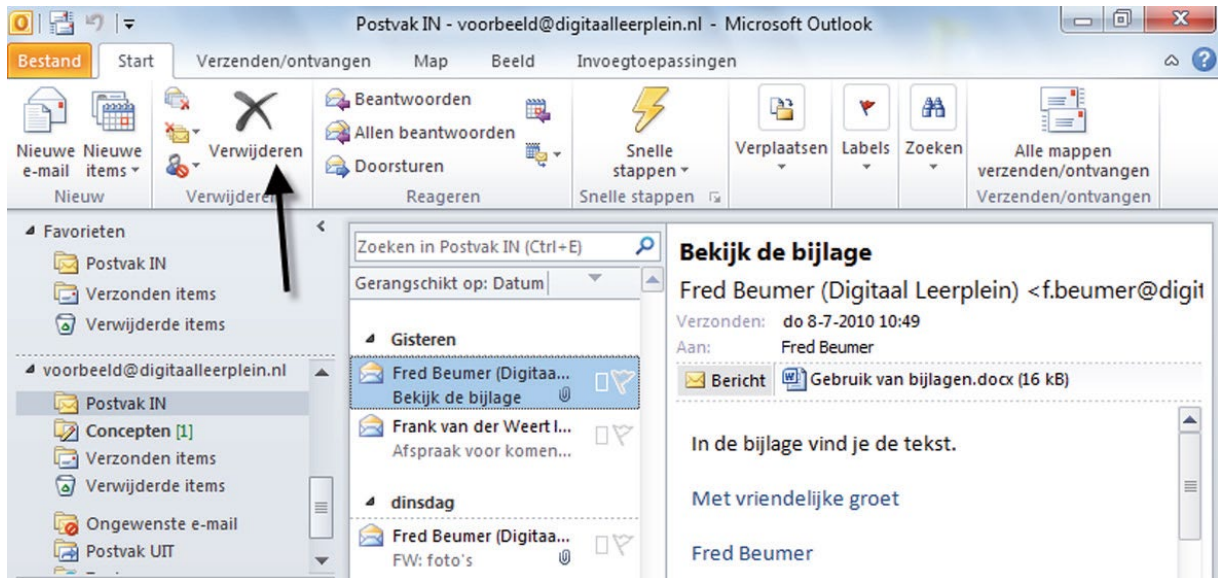 Postvak IN - voorbeeld@digitaalleerplein.nl - Microsoft Outlook
Bestand Start Verzenden/ontvangen Map Beeld Invoegtoepassingen
Nieuwe e-mail
Nieuwe items
Nieuw
Verwijderen
Verwijderen
Beantwoorden
Allen beantwoorden
Doorsturen
Reageren
Snelle stappen
Snelle stappen
Verplaatsen
Labels
Zoeken
Alle mappen
verzenden/ontvangen
Verzenden/ontvangen
Favorieten
Postvak IN
Verzonden items
Verwijderde items
voorbeeld@digitaalleerplein.nl
Postvak IN
Concepten [1]
Verzonden items
Verwijderde items
Ongewenste e-mail
Postvak UIT
Zoeken in Postvak IN (Ctrl+E)
Gerangschikt op: Datum
Gisteren
Fred Beumer (Digitaa...
Bekijk de bijlage
Frank van der Weert I...
Afspraak voor komen...
dinsdag
Fred Beumer (Digitaa...
FW: foto's
Bekijk de bijlage
Fred Beumer (Digitaal Leerplein) <f.beumer@digit
Verzonden: do 8-7-2010 10:49
Aan: Fred Beumer
Bericht Gebruik van bijlagen.docx (16 kB)
In de bijlage vind je de tekst.
Met vriendelijke groet
Fred Beumer